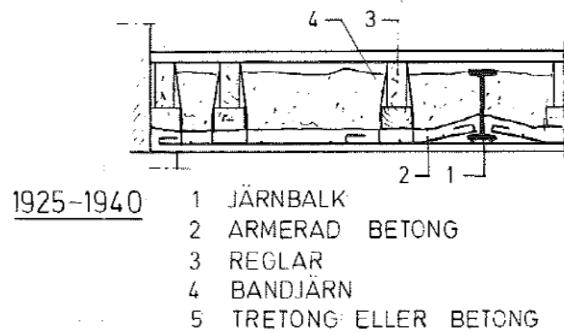 4 3
2 1
1925-1940
1 JÄRNBALK
2 ARMERAD BETONG
3 REGLAR
4 BANDJÄRN
5 TRETONG ELLER BETONG